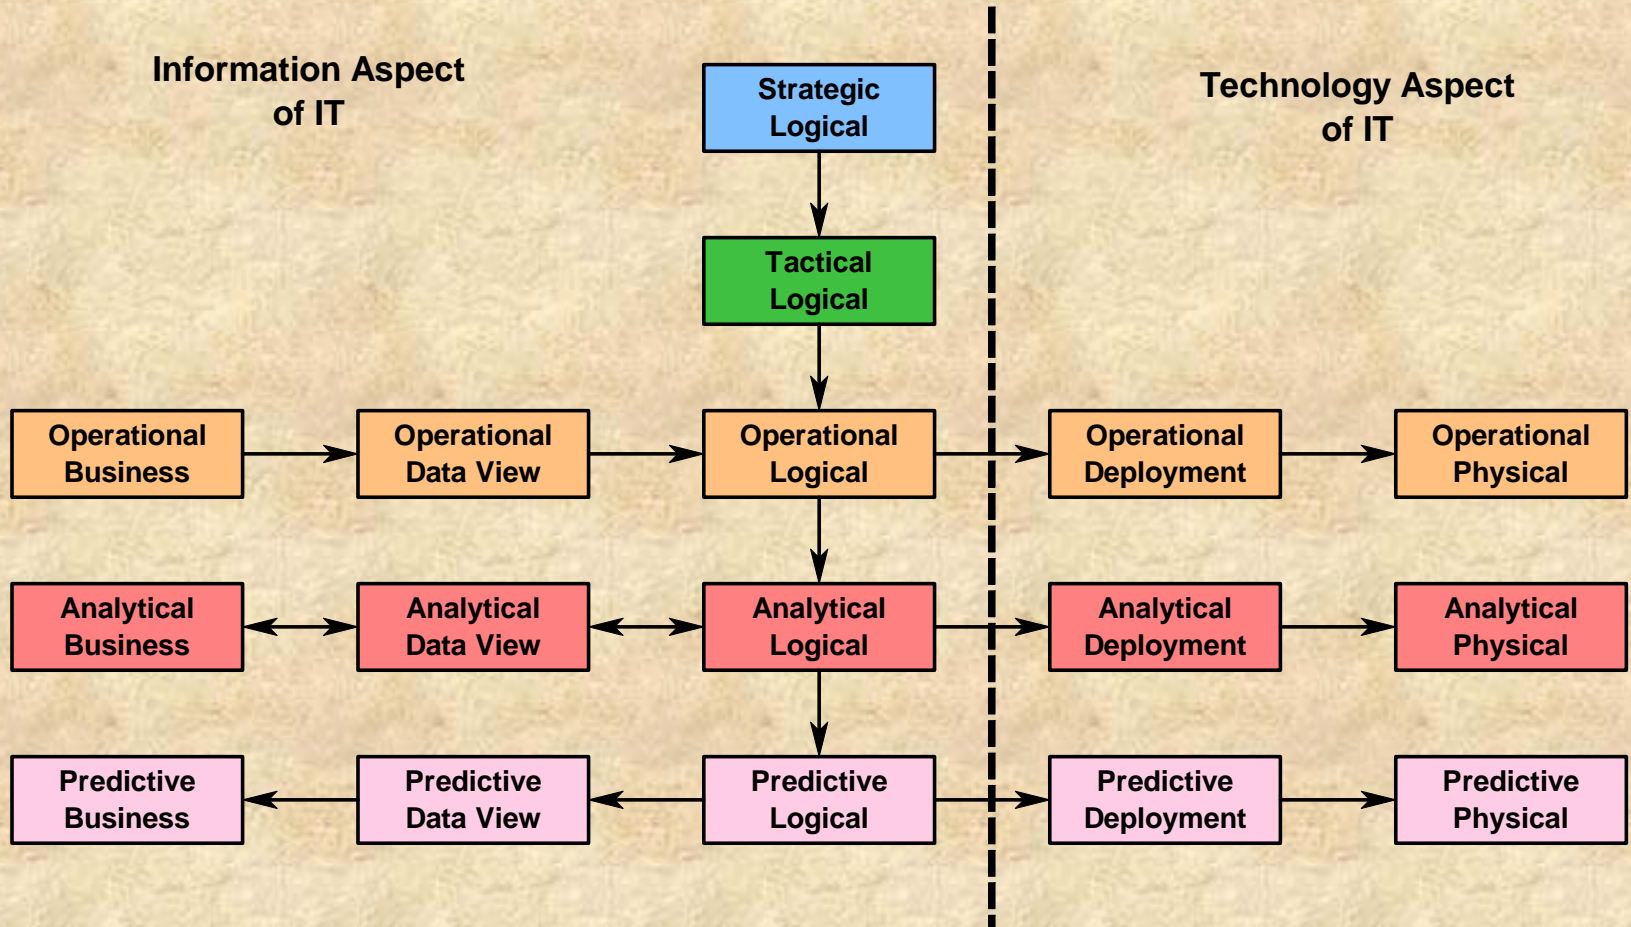 Information Aspect
of IT
Strategic
Logical
Technology Aspect
of IT
Tactical
Logical
Operational
Business
Operational
Data View
Operational
Logical
Operational
Deployment
Operational
Physical
Analytical
Business
Analytical
Data View
Analytical
Logical
Analytical
Deployment
Analytical
Physical
Predictive
Business
Predictive
Data View
Predictive
Logical
Predictive
Deployment
Predictive
Physical